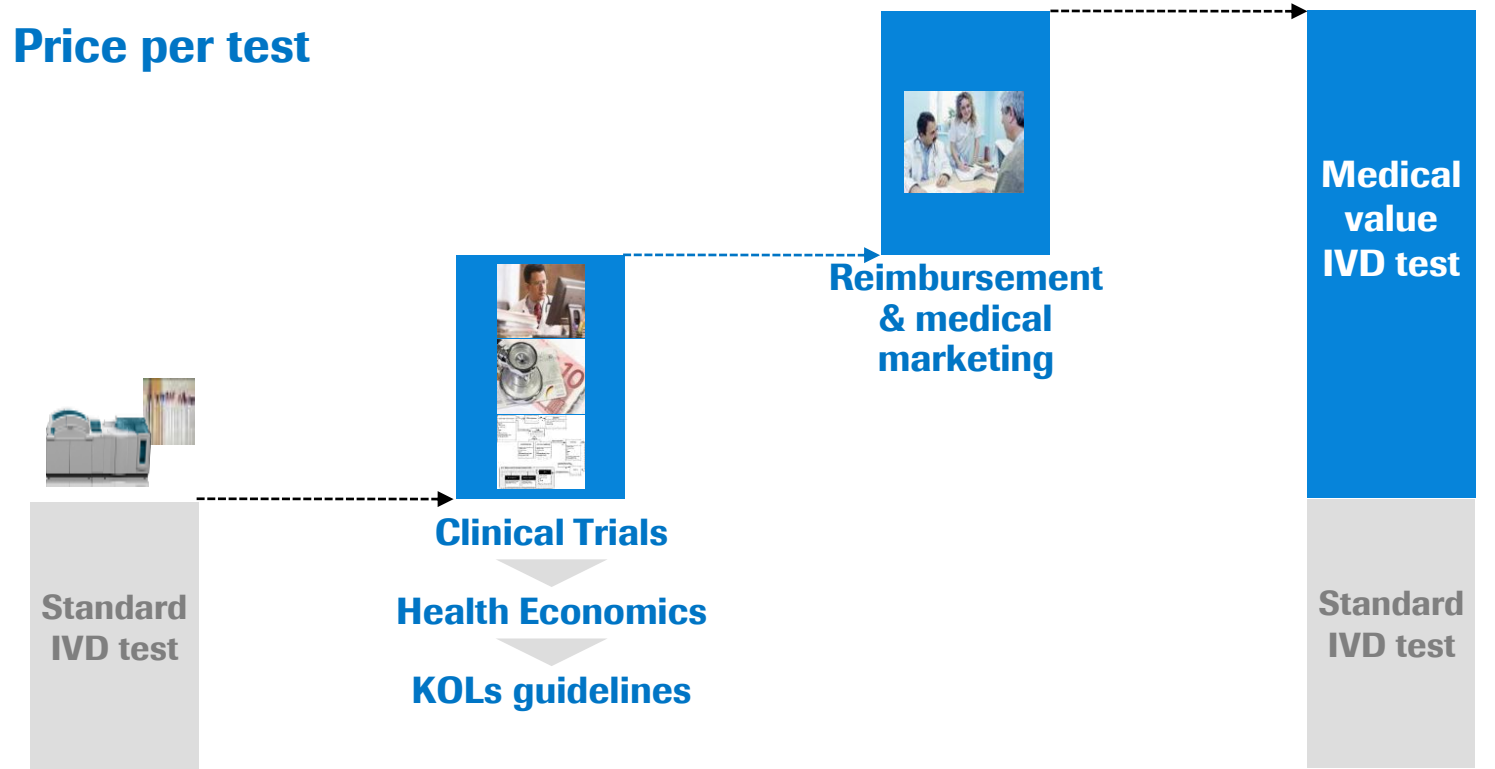 Price per test
Medical
value
IVD test
Reimbursement
& medical
marketing
10
Clinical Trials
Standard
IVD test
Health Economics
KOLs guidelines
Standard
IVD test